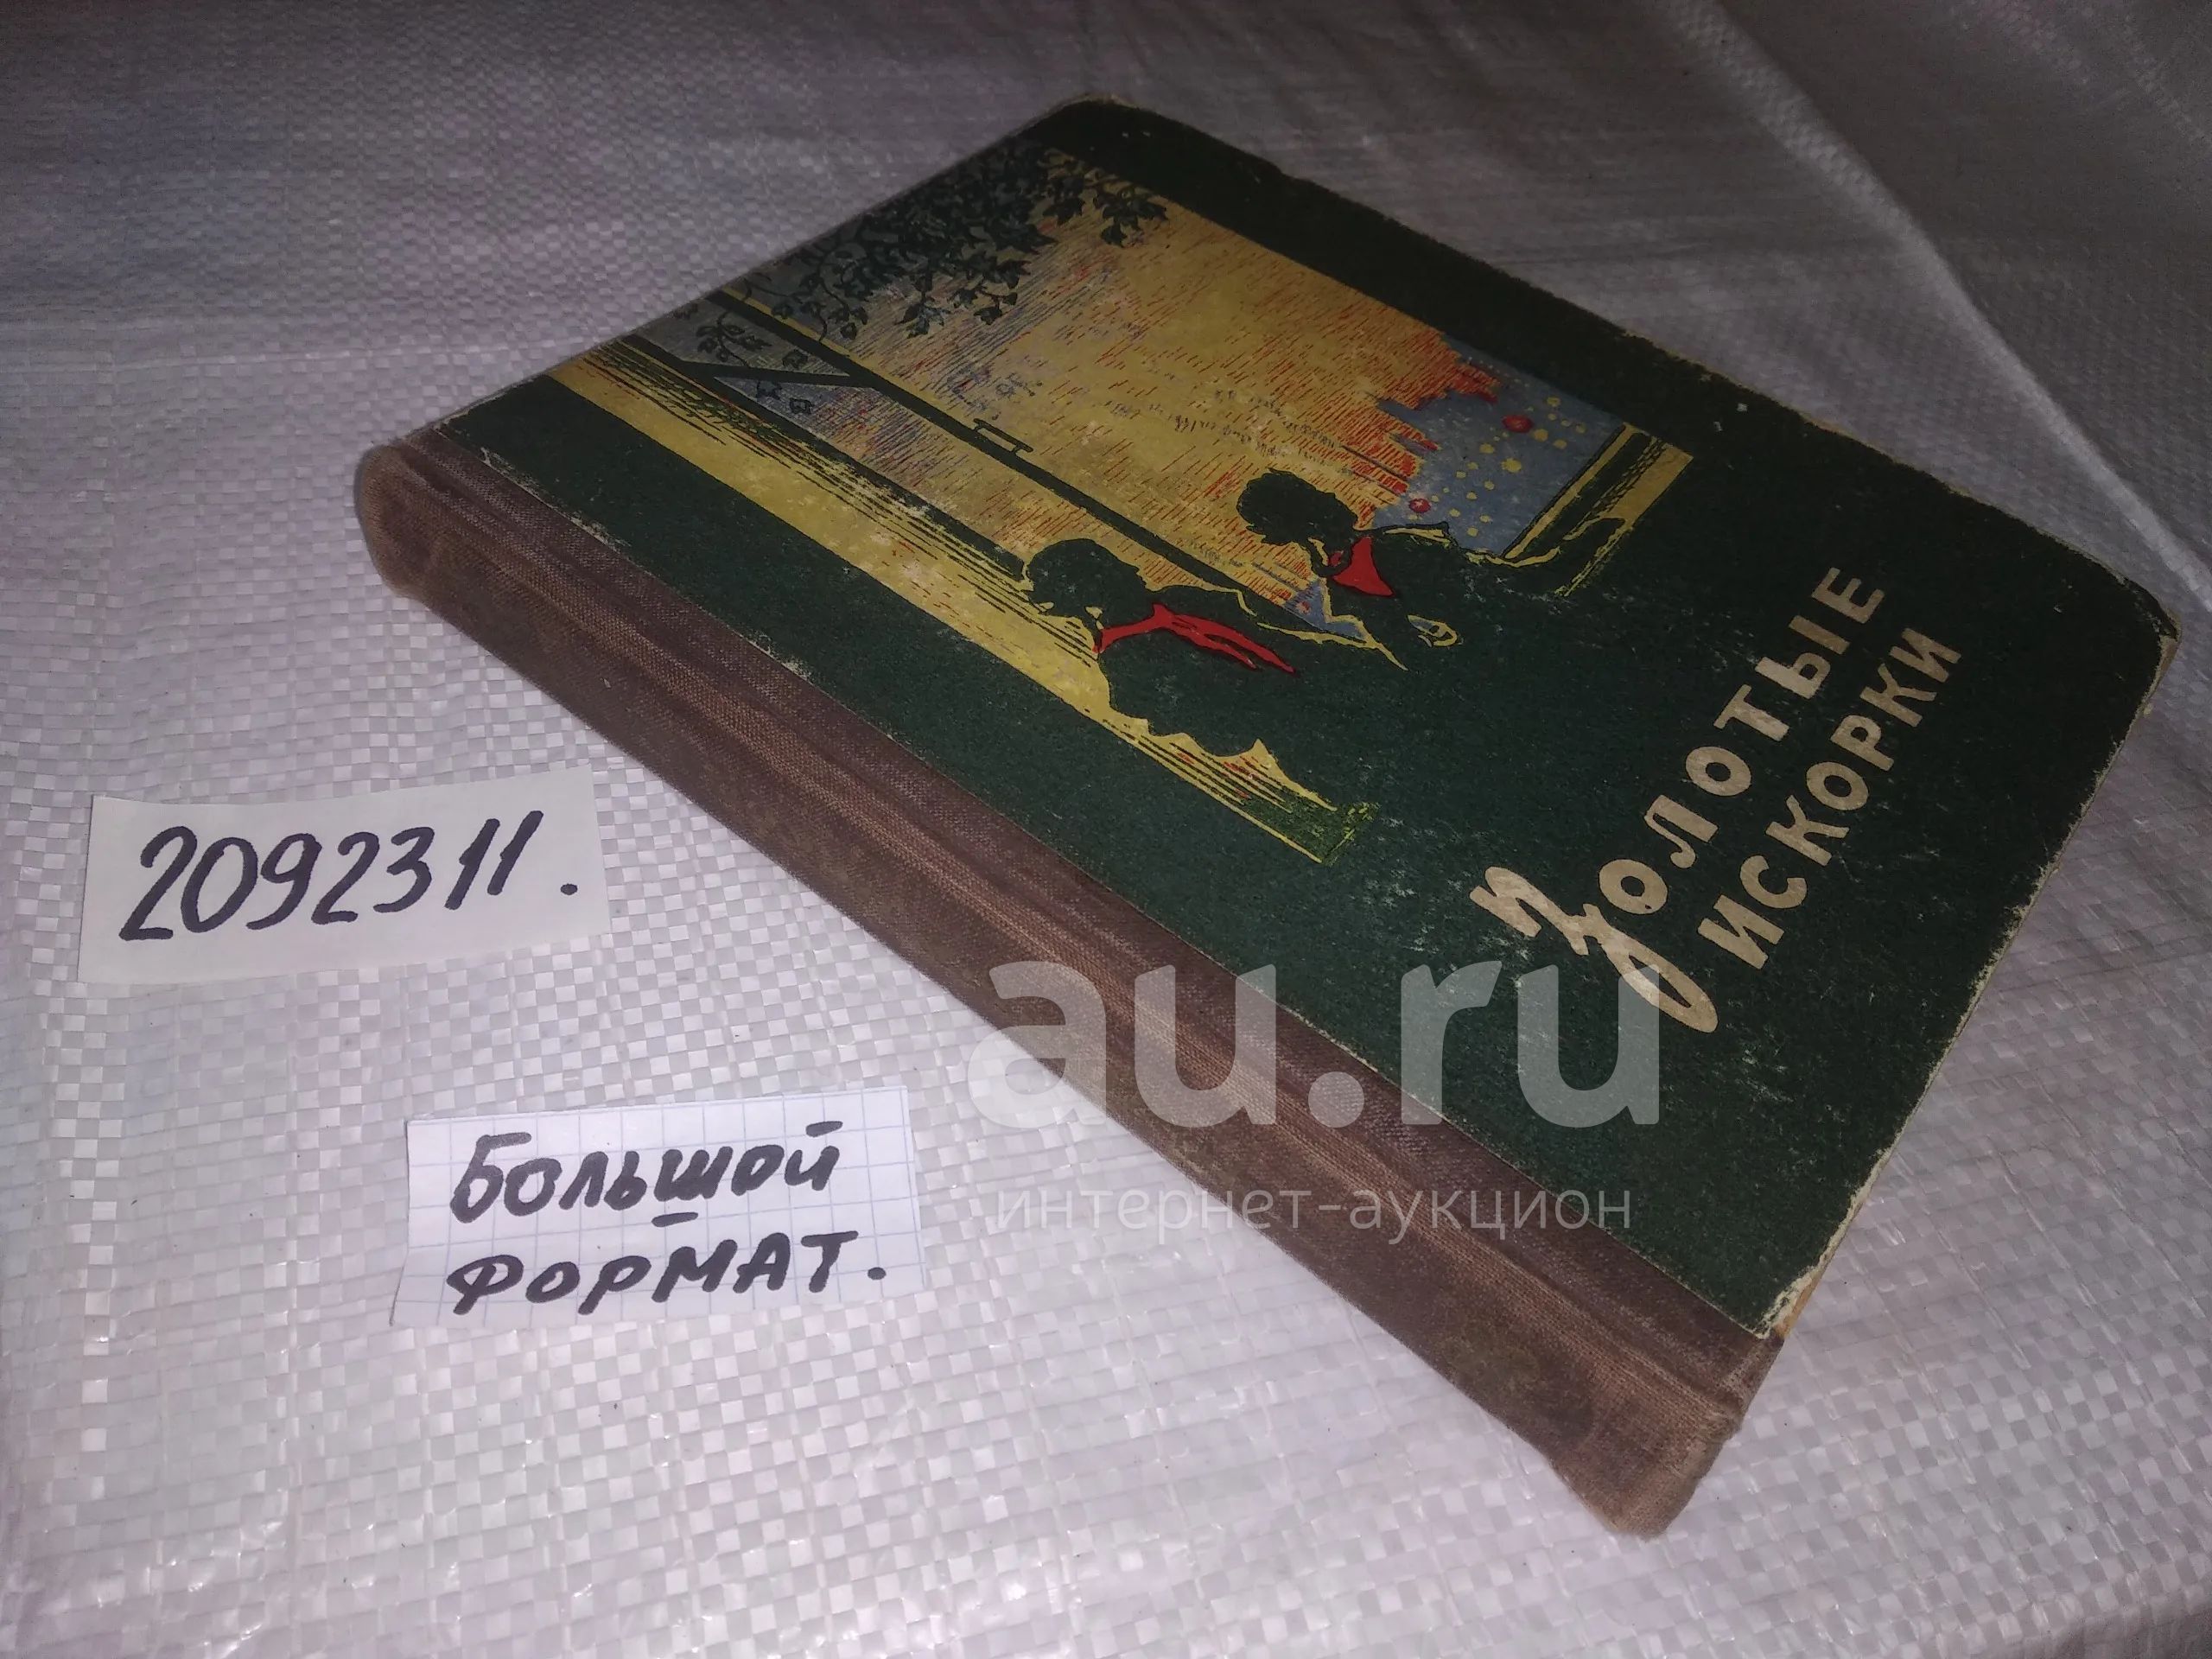 Золотые
искорки
2092311.
Большой
формат.
au.ru
интернет-аукцион